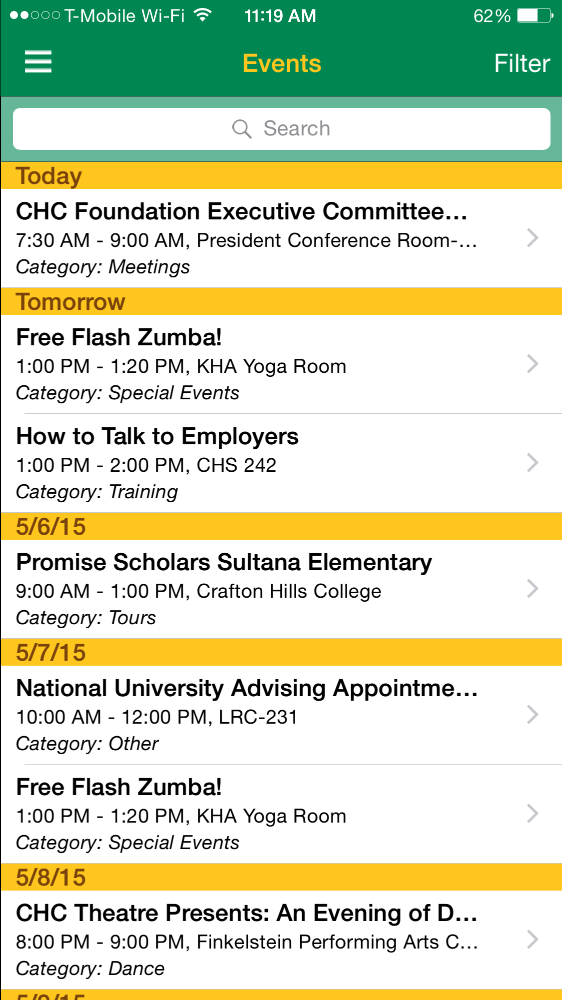 T-Mobile Wi-Fi 11:19 AM 62%
Events Filter
Search
Today
CHC Foundation Executive Committee...
7:30 AM - 9:00 AM, President Conference Room-...
Category: Meetings
Tomorrow
Free Flash Zumba!
1:00 PM - 1:20 PM, KHA Yoga Room
Category: Special Events
How to Talk to Employers
1:00 PM - 2:00 PM, CHS 242
Category: Training
5/6/15
Promise Scholars Sultana Elementary
9:00 AM - 1:00 PM, Crafton Hills College
Category: Tours
5/7/15
National University Advising Appointme...
10:00 AM - 12:00 PM, LRC-231
Category: Other
Free Flash Zumba!
1:00 PM - 1:20 PM, KHA Yoga Room
Category: Special Events
5/8/15
CHC Theatre Presents: An Evening of D...
8:00 PM - 9:00 PM, Finkelstein Performing Arts C...
Category: Dance